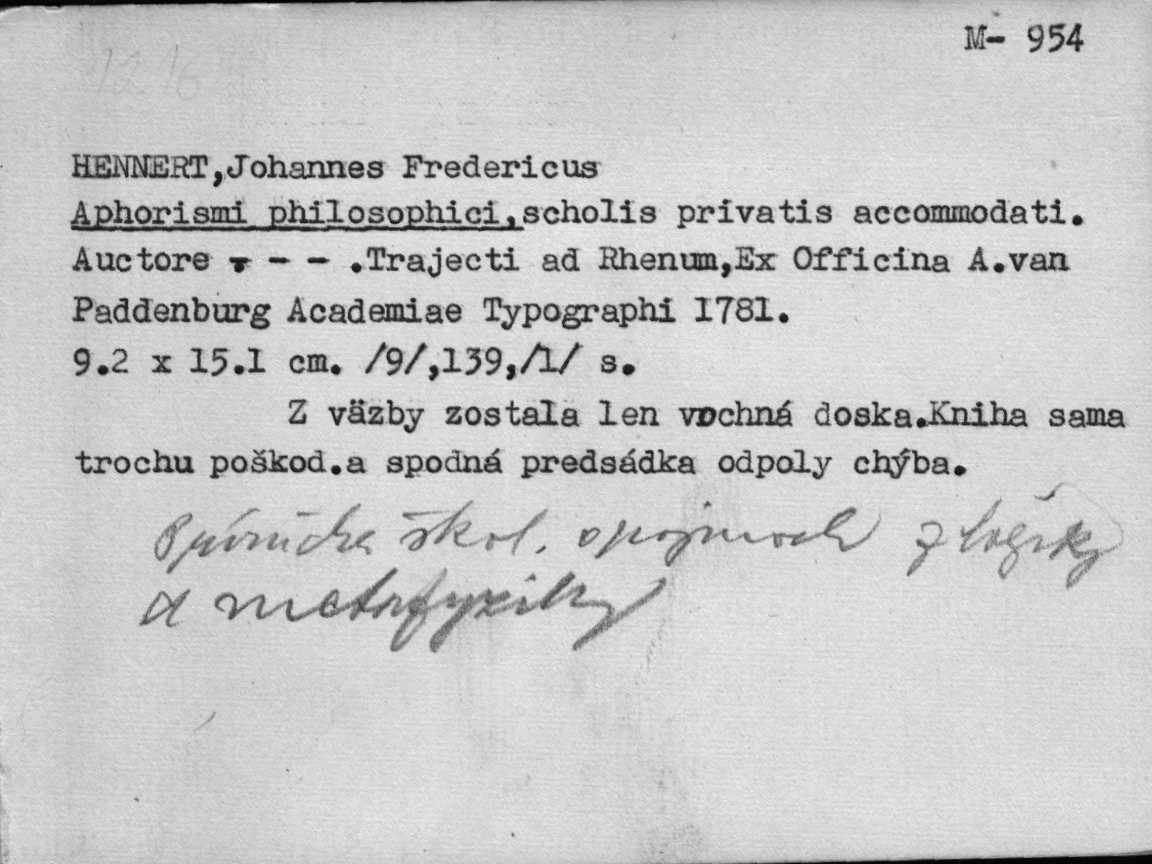 M- 954
1216
HENNERT,Johannes Fredericus
Aphorismi philosophici,scholis privatis accommodati.
Auctore - - - .Trajecti ad Rhenum,Ex Officina A.van
Paddenburg Academiae Typographi 1781.
9.2 x 15.1 cm. /9/,139,/1/ s.
Z väzby zostala len vrchná doska.Kniha sama
trochu poškod.a spodná predsádka odpoly chýba.
škol. o pojmoch z logiky
a metafyziky